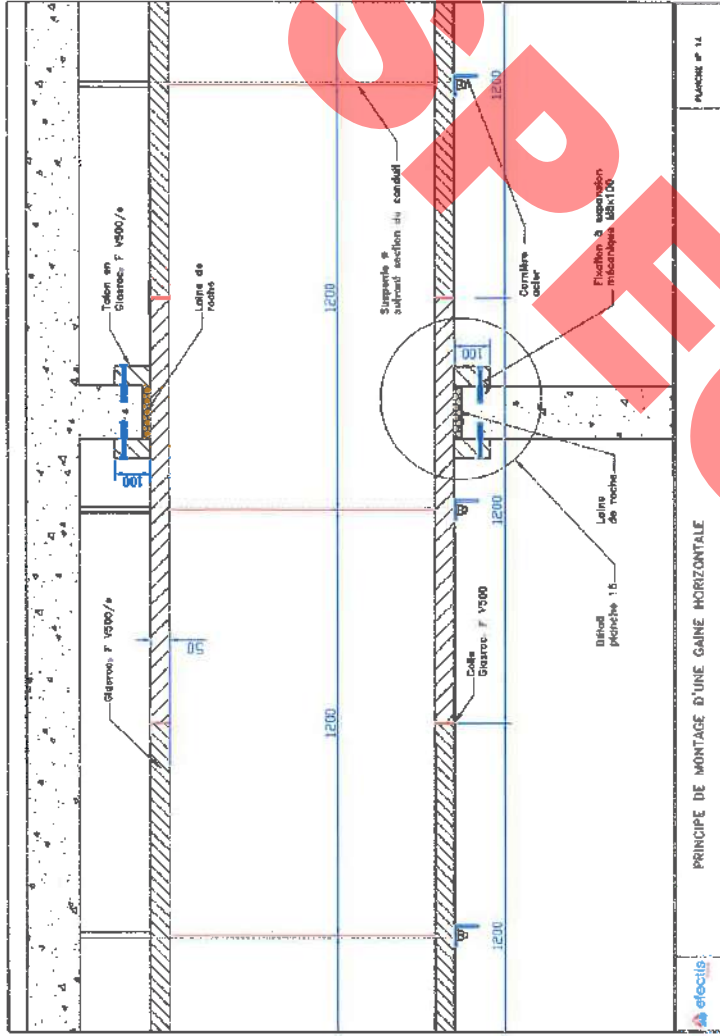 Talon en
Glasroc F V500/*
Laine de
roche
Glasroc F V500/*
100
50
1200
1200
Suspente *
suivant section du conduit
1200
1200
1200
Cornière
acier
Fixation à expansion
mécanique M8x100
100
Colle
Glasroc F V500
Laine
de roche
Détail
planche 15
PRINCIPE DE MONTAGE D'UNE GAINE HORIZONTALE
PLANCHE N° 14
efectis
SPE